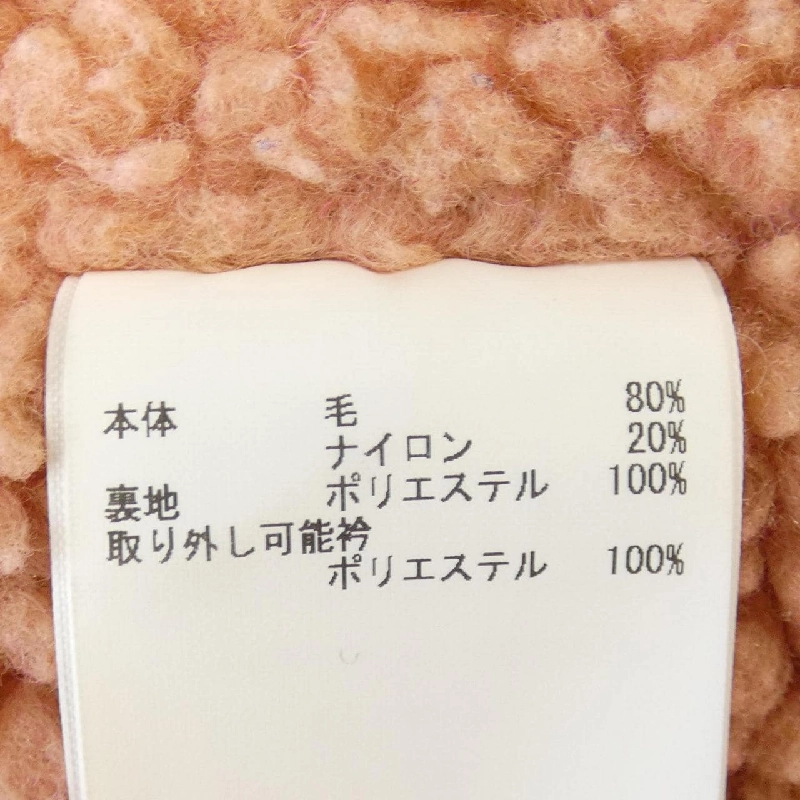 本体 毛 80%
ナイロン 20%
裏地 ポリエステル 100%
取り外し可能衿
ポリエステル 100%